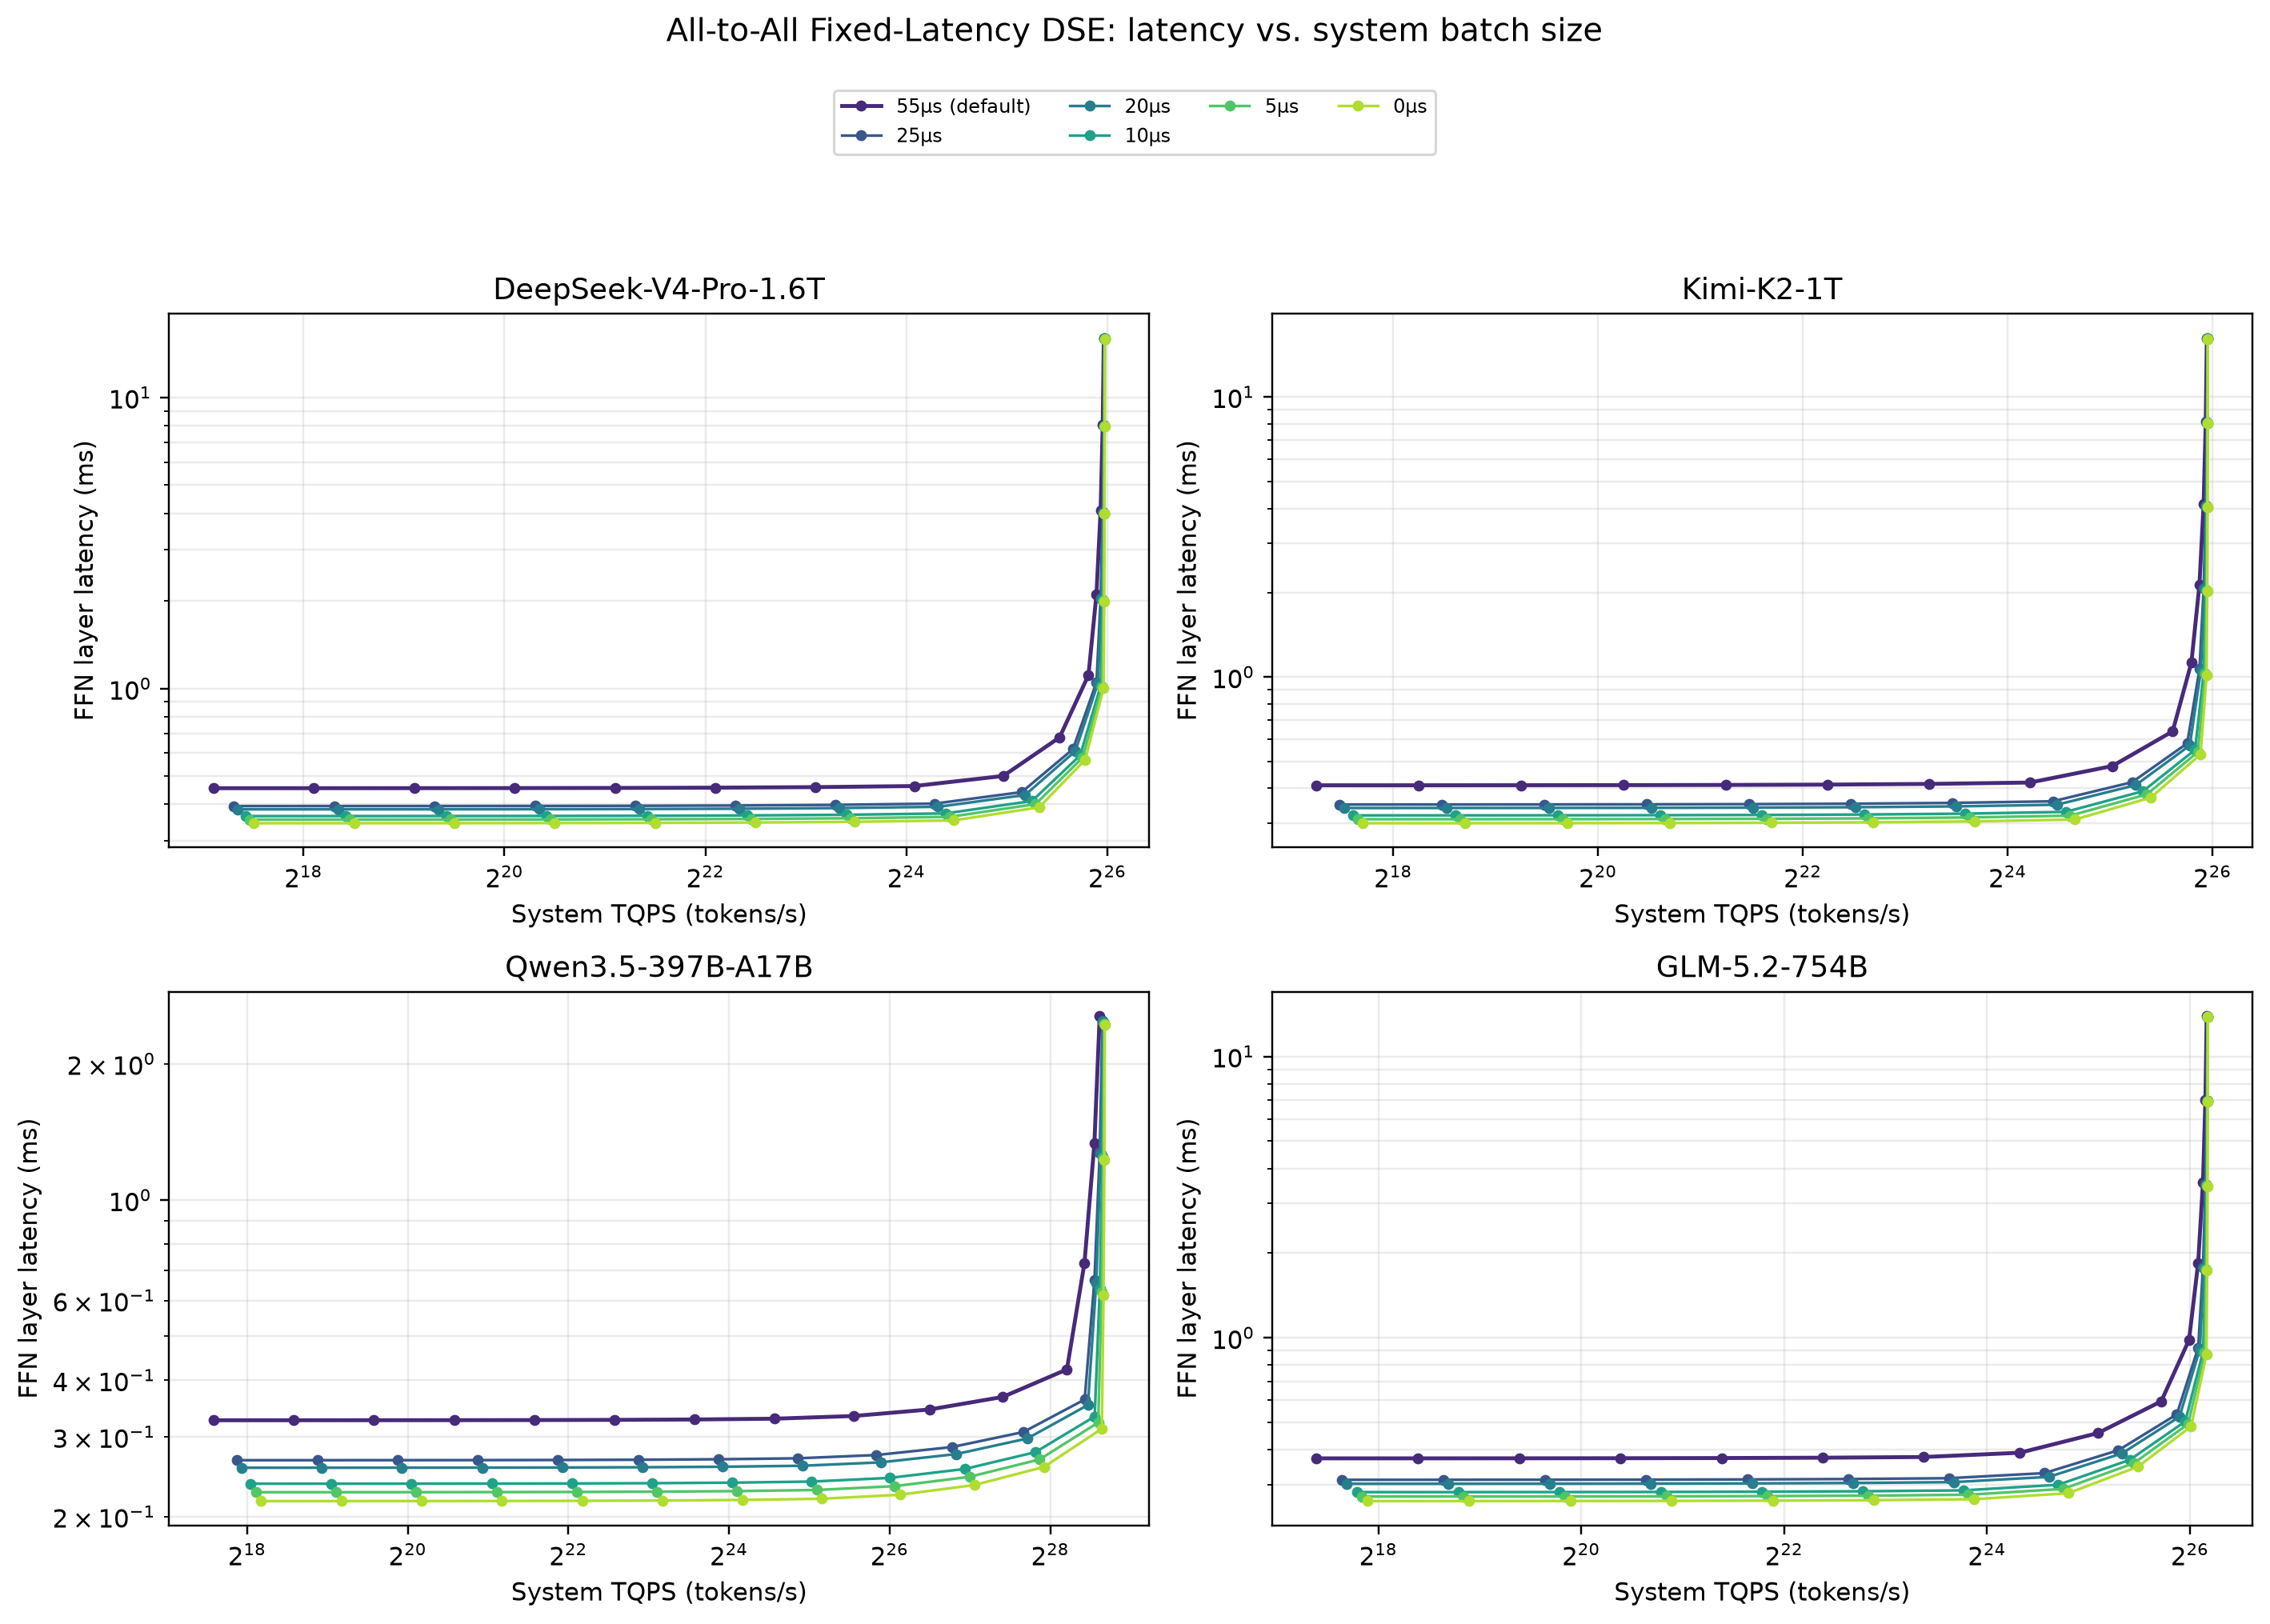 All-to-All Fixed-Latency DSE: latency vs. system batch size
55μs (default)
20μs
5μs
0μs
25μs
10μs
DeepSeek-V4-Pro-1.6T
FFN layer latency (ms)
10¹
10⁰
2¹⁸
2²⁰
2²²
2²⁴
2²⁶
System TQPS (tokens/s)
Kimi-K2-1T
FFN layer latency (ms)
10¹
10⁰
2¹⁸
2²⁰
2²²
2²⁴
2²⁶
System TQPS (tokens/s)
Qwen3.5-397B-A17B
FFN layer latency (ms)
2 × 10⁰
10⁰
6 × 10⁻¹
4 × 10⁻¹
3 × 10⁻¹
2 × 10⁻¹
2¹⁸
2²⁰
2²²
2²⁴
2²⁶
2²⁸
System TQPS (tokens/s)
GLM-5.2-754B
FFN layer latency (ms)
10¹
10⁰
2¹⁸
2²⁰
2²²
2²⁴
2²⁶
System TQPS (tokens/s)